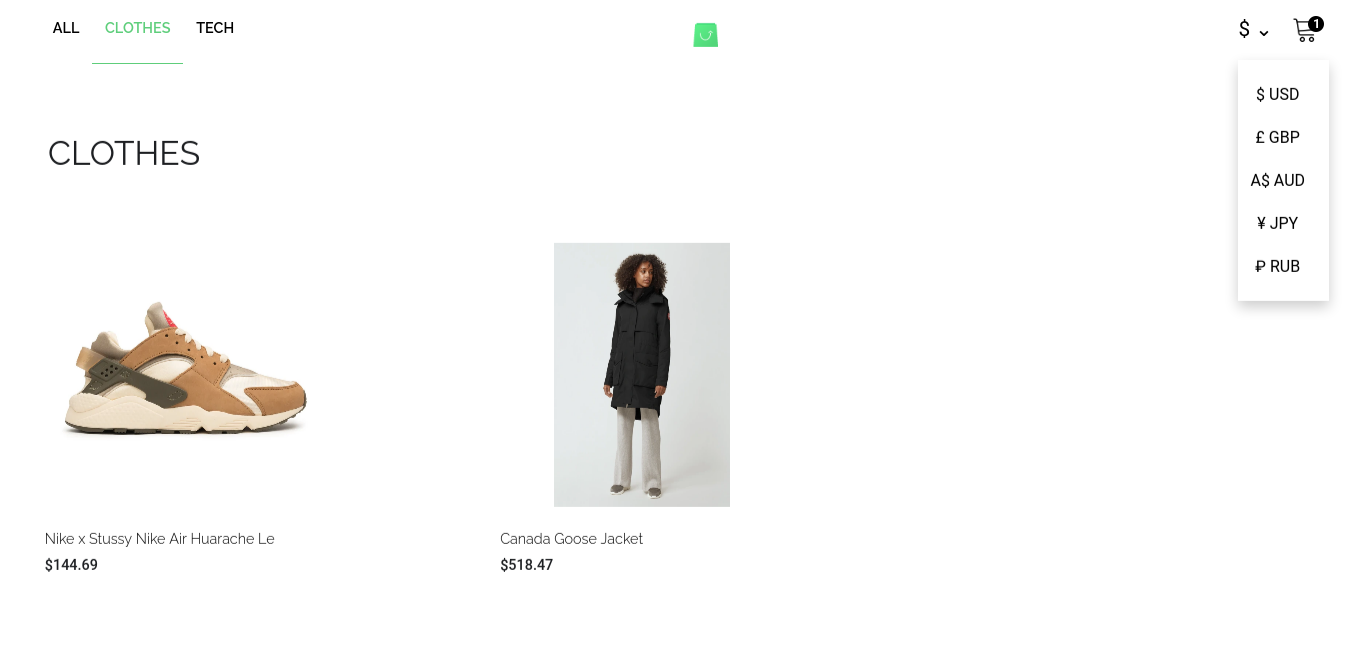 ALL CLOTHES TECH $ 1
$ USD
£ GBP
A$ AUD
¥ JPY
₽ RUB
CLOTHES
Nike x Stussy Nike Air Huarache Le
$144.69
Canada Goose Jacket
$518.47